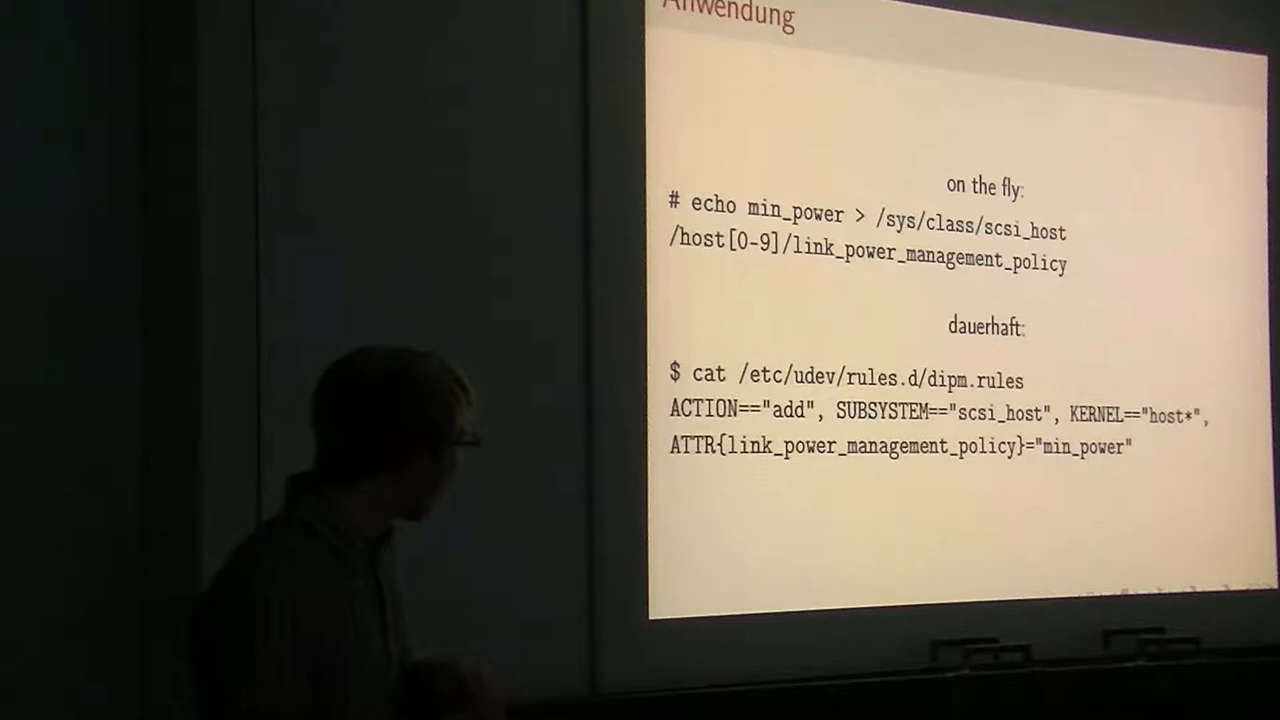 Anwendung
on the fly:
# echo min_power > /sys/class/scsi_host
/host[0-9]/link_power_management_policy
dauerhaft:
$ cat /etc/udev/rules.d/dipm.rules
ACTION=="add", SUBSYSTEM=="scsi_host", KERNEL=="host*",
ATTR{link_power_management_policy}="min_power"